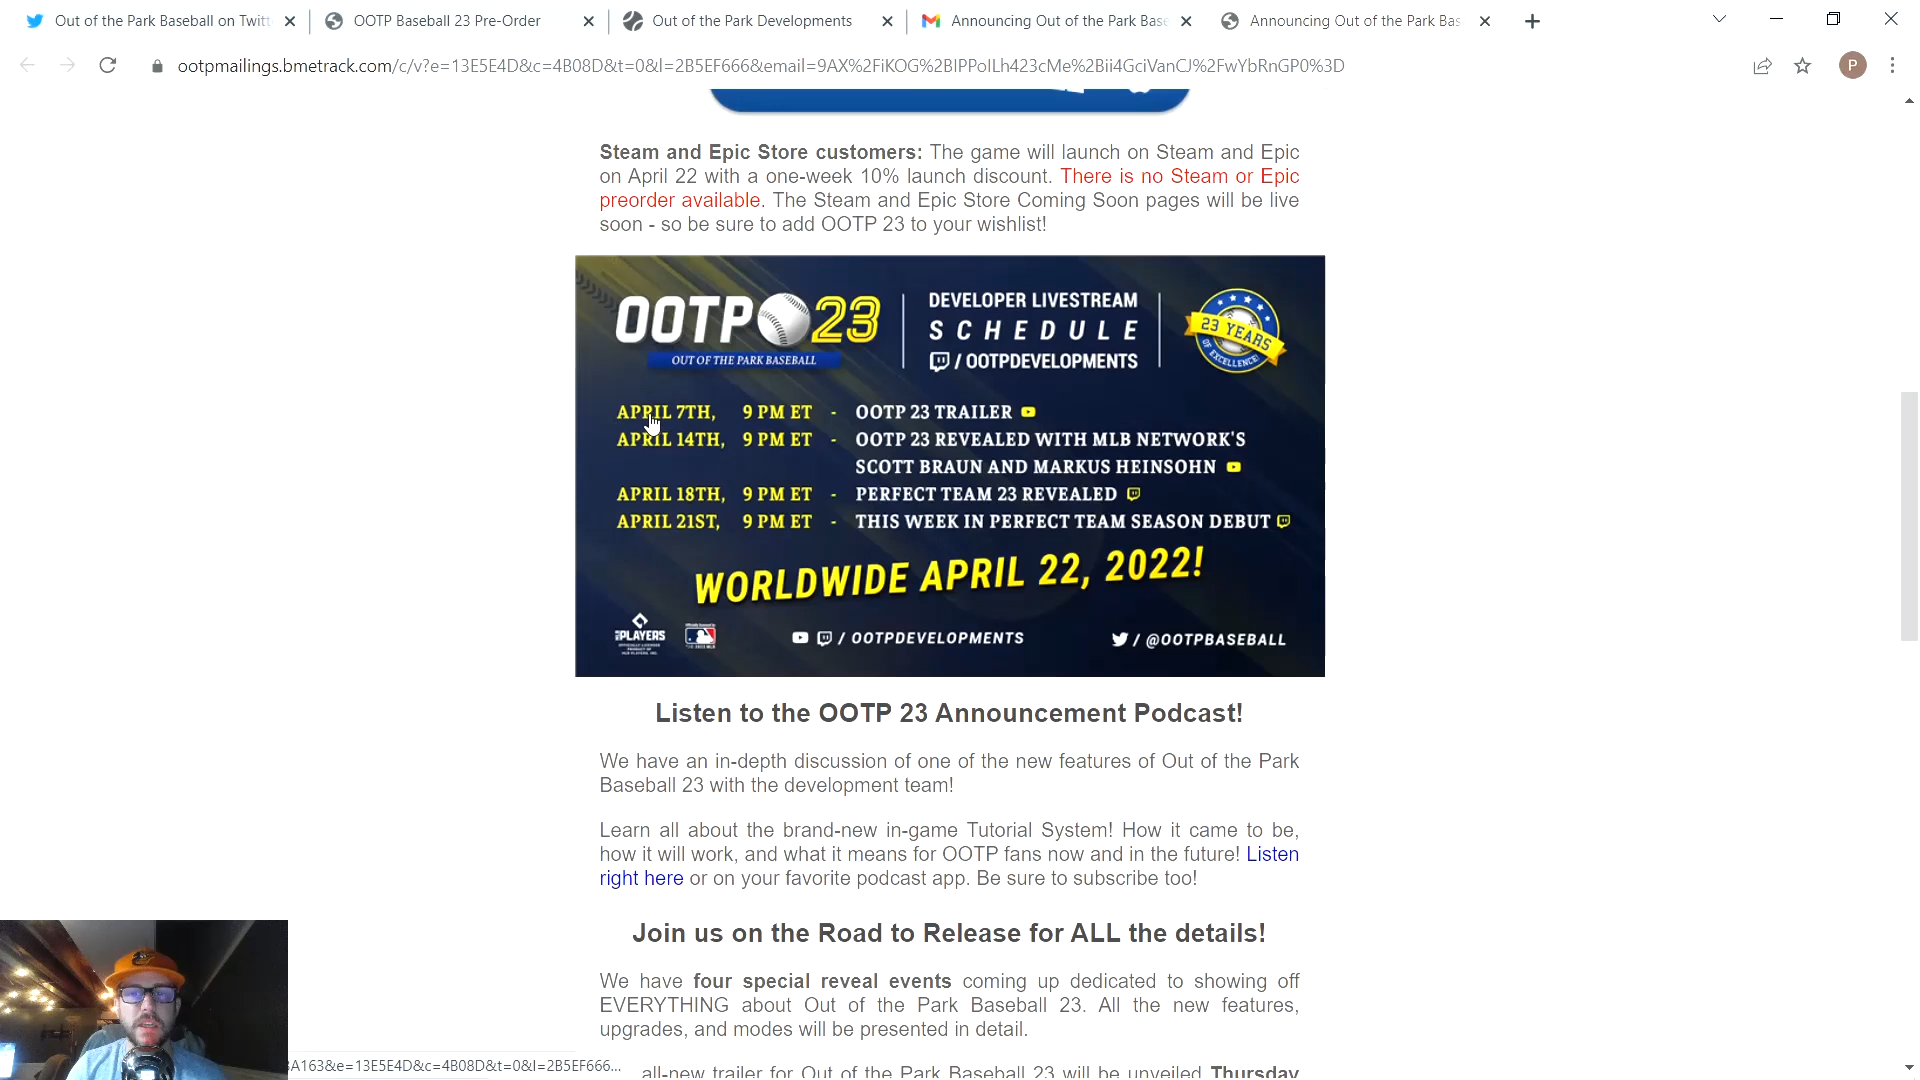 Out of the Park Baseball on Twitt
OOTP Baseball 23 Pre-Order
Out of the Park Developments
Announcing Out of the Park Base
Announcing Out of the Park Bas
ootpmailings.bmetrack.com/c/v?e=13E5E4D&c=4B08D&t=0&l=2B5EF666&email=9AX%2FiKOG%2BIPPolLh423cMe%2Bii4GciVanCJ%2FwYbRnGP0%3D
P
Steam and Epic Store customers: The game will launch on Steam and Epic
on April 22 with a one-week 10% launch discount. There is no Steam or Epic
preorder available. The Steam and Epic Store Coming Soon pages will be live
soon - so be sure to add OOTP 23 to your wishlist!
OOTP 23
OUT OF THE PARK BASEBALL
DEVELOPER LIVESTREAM
SCHEDULE
/ OOTPDEVELOPMENTS
23 YEARS
OF EXCELLENCE!
APRIL 7TH, 9 PM ET - OOTP 23 TRAILER
APRIL 14TH, 9 PM ET - OOTP 23 REVEALED WITH MLB NETWORK'S
SCOTT BRAUN AND MARKUS HEINSOHN
APRIL 18TH, 9 PM ET - PERFECT TEAM 23 REVEALED
APRIL 21ST, 9 PM ET - THIS WEEK IN PERFECT TEAM SEASON DEBUT
WORLDWIDE APRIL 22, 2022!
PLAYERS
/ OOTPDEVELOPMENTS
/ @OOTPBASEBALL
Listen to the OOTP 23 Announcement Podcast!
We have an in-depth discussion of one of the new features of Out of the Park
Baseball 23 with the development team!
Learn all about the brand-new in-game Tutorial System! How it came to be,
how it will work, and what it means for OOTP fans now and in the future! Listen
right here or on your favorite podcast app. Be sure to subscribe too!
Join us on the Road to Release for ALL the details!
We have four special reveal events coming up dedicated to showing off
EVERYTHING about Out of the Park Baseball 23. All the new features,
upgrades, and modes will be presented in detail.
A163&e=13E5E4D&c=4B08D&t=0&l=2B5EF666...
all-new trailer for Out of the Park Baseball 23 will be unveiled Thursday